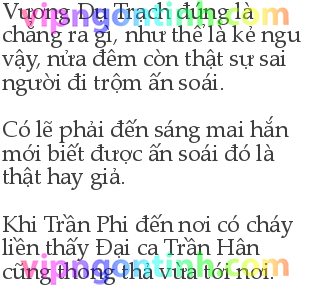 Vương Dụ Trạch đúng là
chẳng ra gì, như thể là kẻ ngu
vậy, nửa đêm còn thật sự sai
người đi trộm ấn soái.
Có lẽ phải đến sáng mai hắn
mới biết được ấn soái đó là
thật hay giả.
Khi Trần Phi đến nơi có cháy
liền thấy Đại ca Trần Hân
cũng thong thả vừa tới nơi.
vipngontinh.com
vipngontinh.com